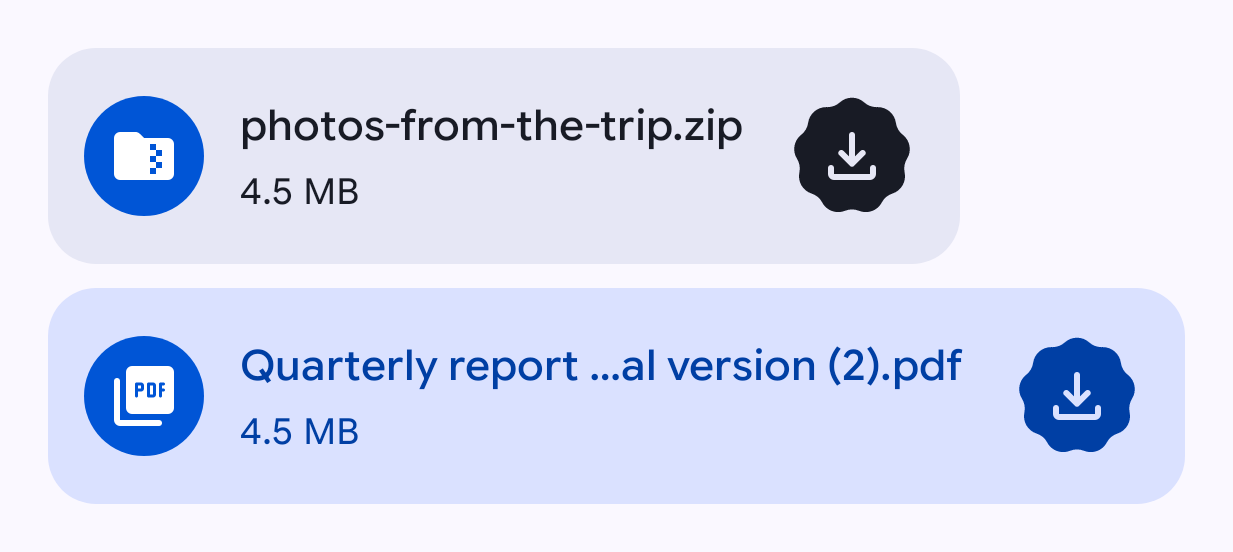 photos-from-the-trip.zip
4.5 MB
PDF
Quarterly report ...al version (2).pdf
4.5 MB